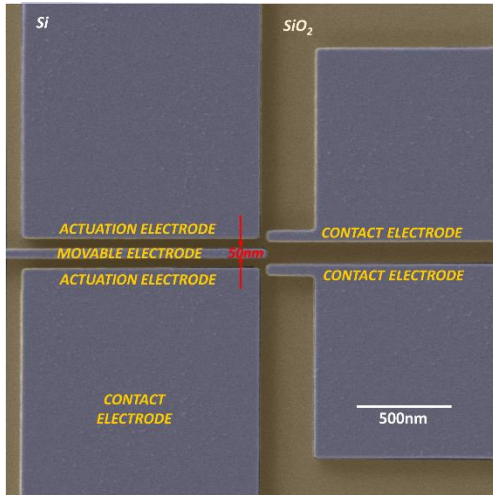 Si
SiO2
ACTUATION ELECTRODE
CONTACT ELECTRODE
MOVABLE ELECTRODE
50nm
ACTUATION ELECTRODE
CONTACT ELECTRODE
CONTACT
ELECTRODE
500nm